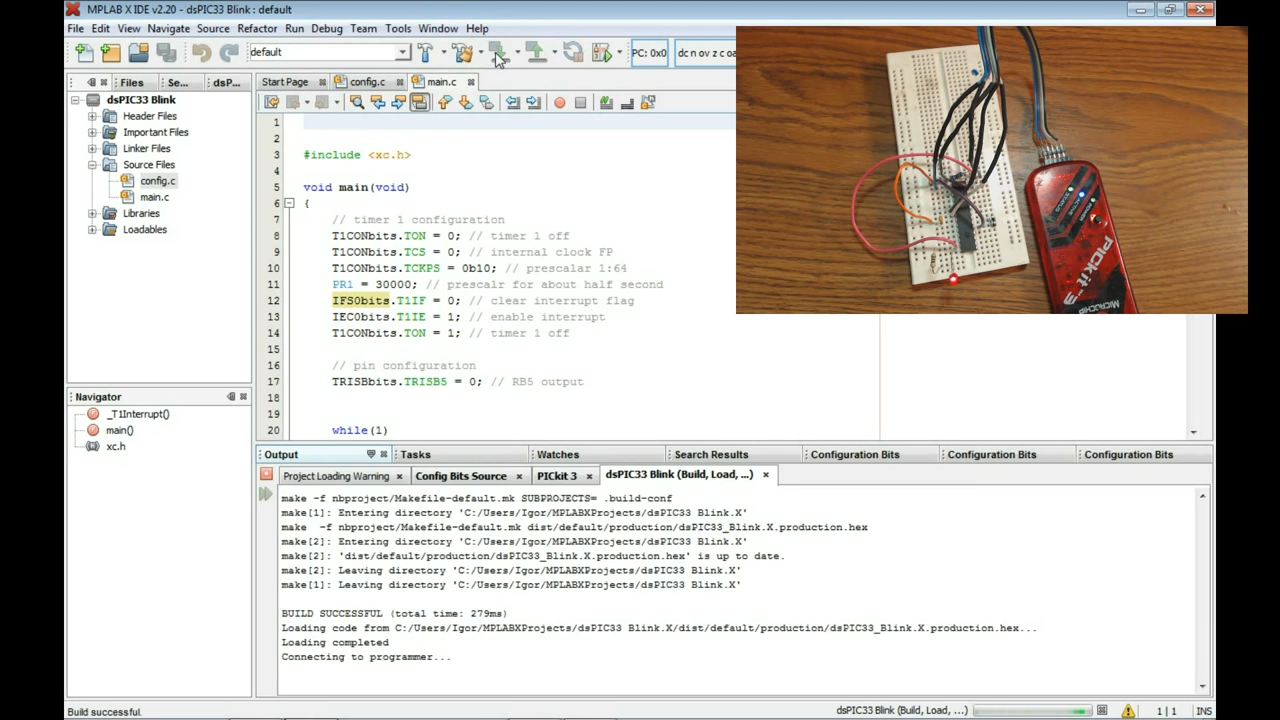 MPLAB X IDE v2.20 - dsPIC33 Blink : default
File Edit View Navigate Source Refactor Run Debug Team Tools Window Help
default
PC: 0x0
dc n ov z c
Files Se... dsP...
Start Page config.c main.c
dsPIC33 Blink
Header Files
Important Files
Linker Files
Source Files
config.c
main.c
Libraries
Loadables
1
2
3 #include <xc.h>
4
5 void main(void)
6 {
7 // timer 1 configuration
8 T1CONbits.TON = 0; // timer 1 off
9 T1CONbits.TCS = 0; // internal clock FP
10 T1CONbits.TCKPS = 0b10; // prescalar 1:64
11 PR1 = 30000; // prescalr for about half second
12 IFS0bits.T1IF = 0; // clear interrupt flag
13 IEC0bits.T1IE = 1; // enable interrupt
14 T1CONbits.TON = 1; // timer 1 off
15
16 // pin configuration
17 TRISBbits.TRISB5 = 0; // RB5 output
18
19
20 while(1)
Navigator
_T1Interrupt()
main()
xc.h
Output Tasks Watches Search Results Configuration Bits Configuration Bits Configuration Bits
Project Loading Warning Config Bits Source PICkit 3 dsPIC33 Blink (Build, Load, ...)
make -f nbproject/Makefile-default.mk SUBPROJECTS= .build-conf
make[1]: Entering directory 'C:/Users/Igor/MPLABXProjects/dsPIC33 Blink.X'
make -f nbproject/Makefile-default.mk dist/default/production/dsPIC33_Blink.X.production.hex
make[2]: Entering directory 'C:/Users/Igor/MPLABXProjects/dsPIC33 Blink.X'
make[2]: 'dist/default/production/dsPIC33_Blink.X.production.hex' is up to date.
make[2]: Leaving directory 'C:/Users/Igor/MPLABXProjects/dsPIC33 Blink.X'
make[1]: Leaving directory 'C:/Users/Igor/MPLABXProjects/dsPIC33 Blink.X'
BUILD SUCCESSFUL (total time: 279ms)
Loading code from C:/Users/Igor/MPLABXProjects/dsPIC33 Blink.X/dist/default/production/dsPIC33_Blink.X.production.hex...
Loading completed
Connecting to programmer...
Build successful.
dsPIC33 Blink (Build, Load, ...)
1|1
INS
PICkit 3
MICROCHIP